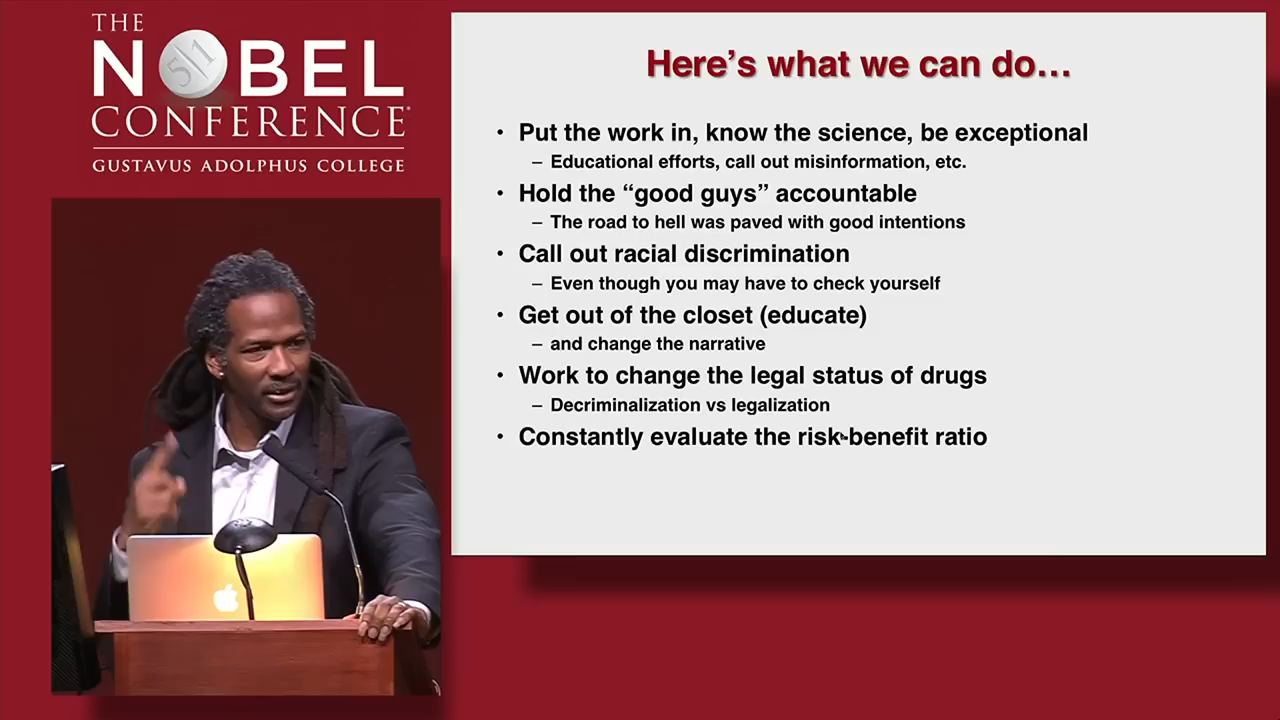 THE
NOBEL
51
CONFERENCE®
GUSTAVUS ADOLPHUS COLLEGE
Here's what we can do...
• Put the work in, know the science, be exceptional
– Educational efforts, call out misinformation, etc.
• Hold the “good guys” accountable
– The road to hell was paved with good intentions
• Call out racial discrimination
– Even though you may have to check yourself
• Get out of the closet (educate)
– and change the narrative
• Work to change the legal status of drugs
– Decriminalization vs legalization
• Constantly evaluate the risk-benefit ratio